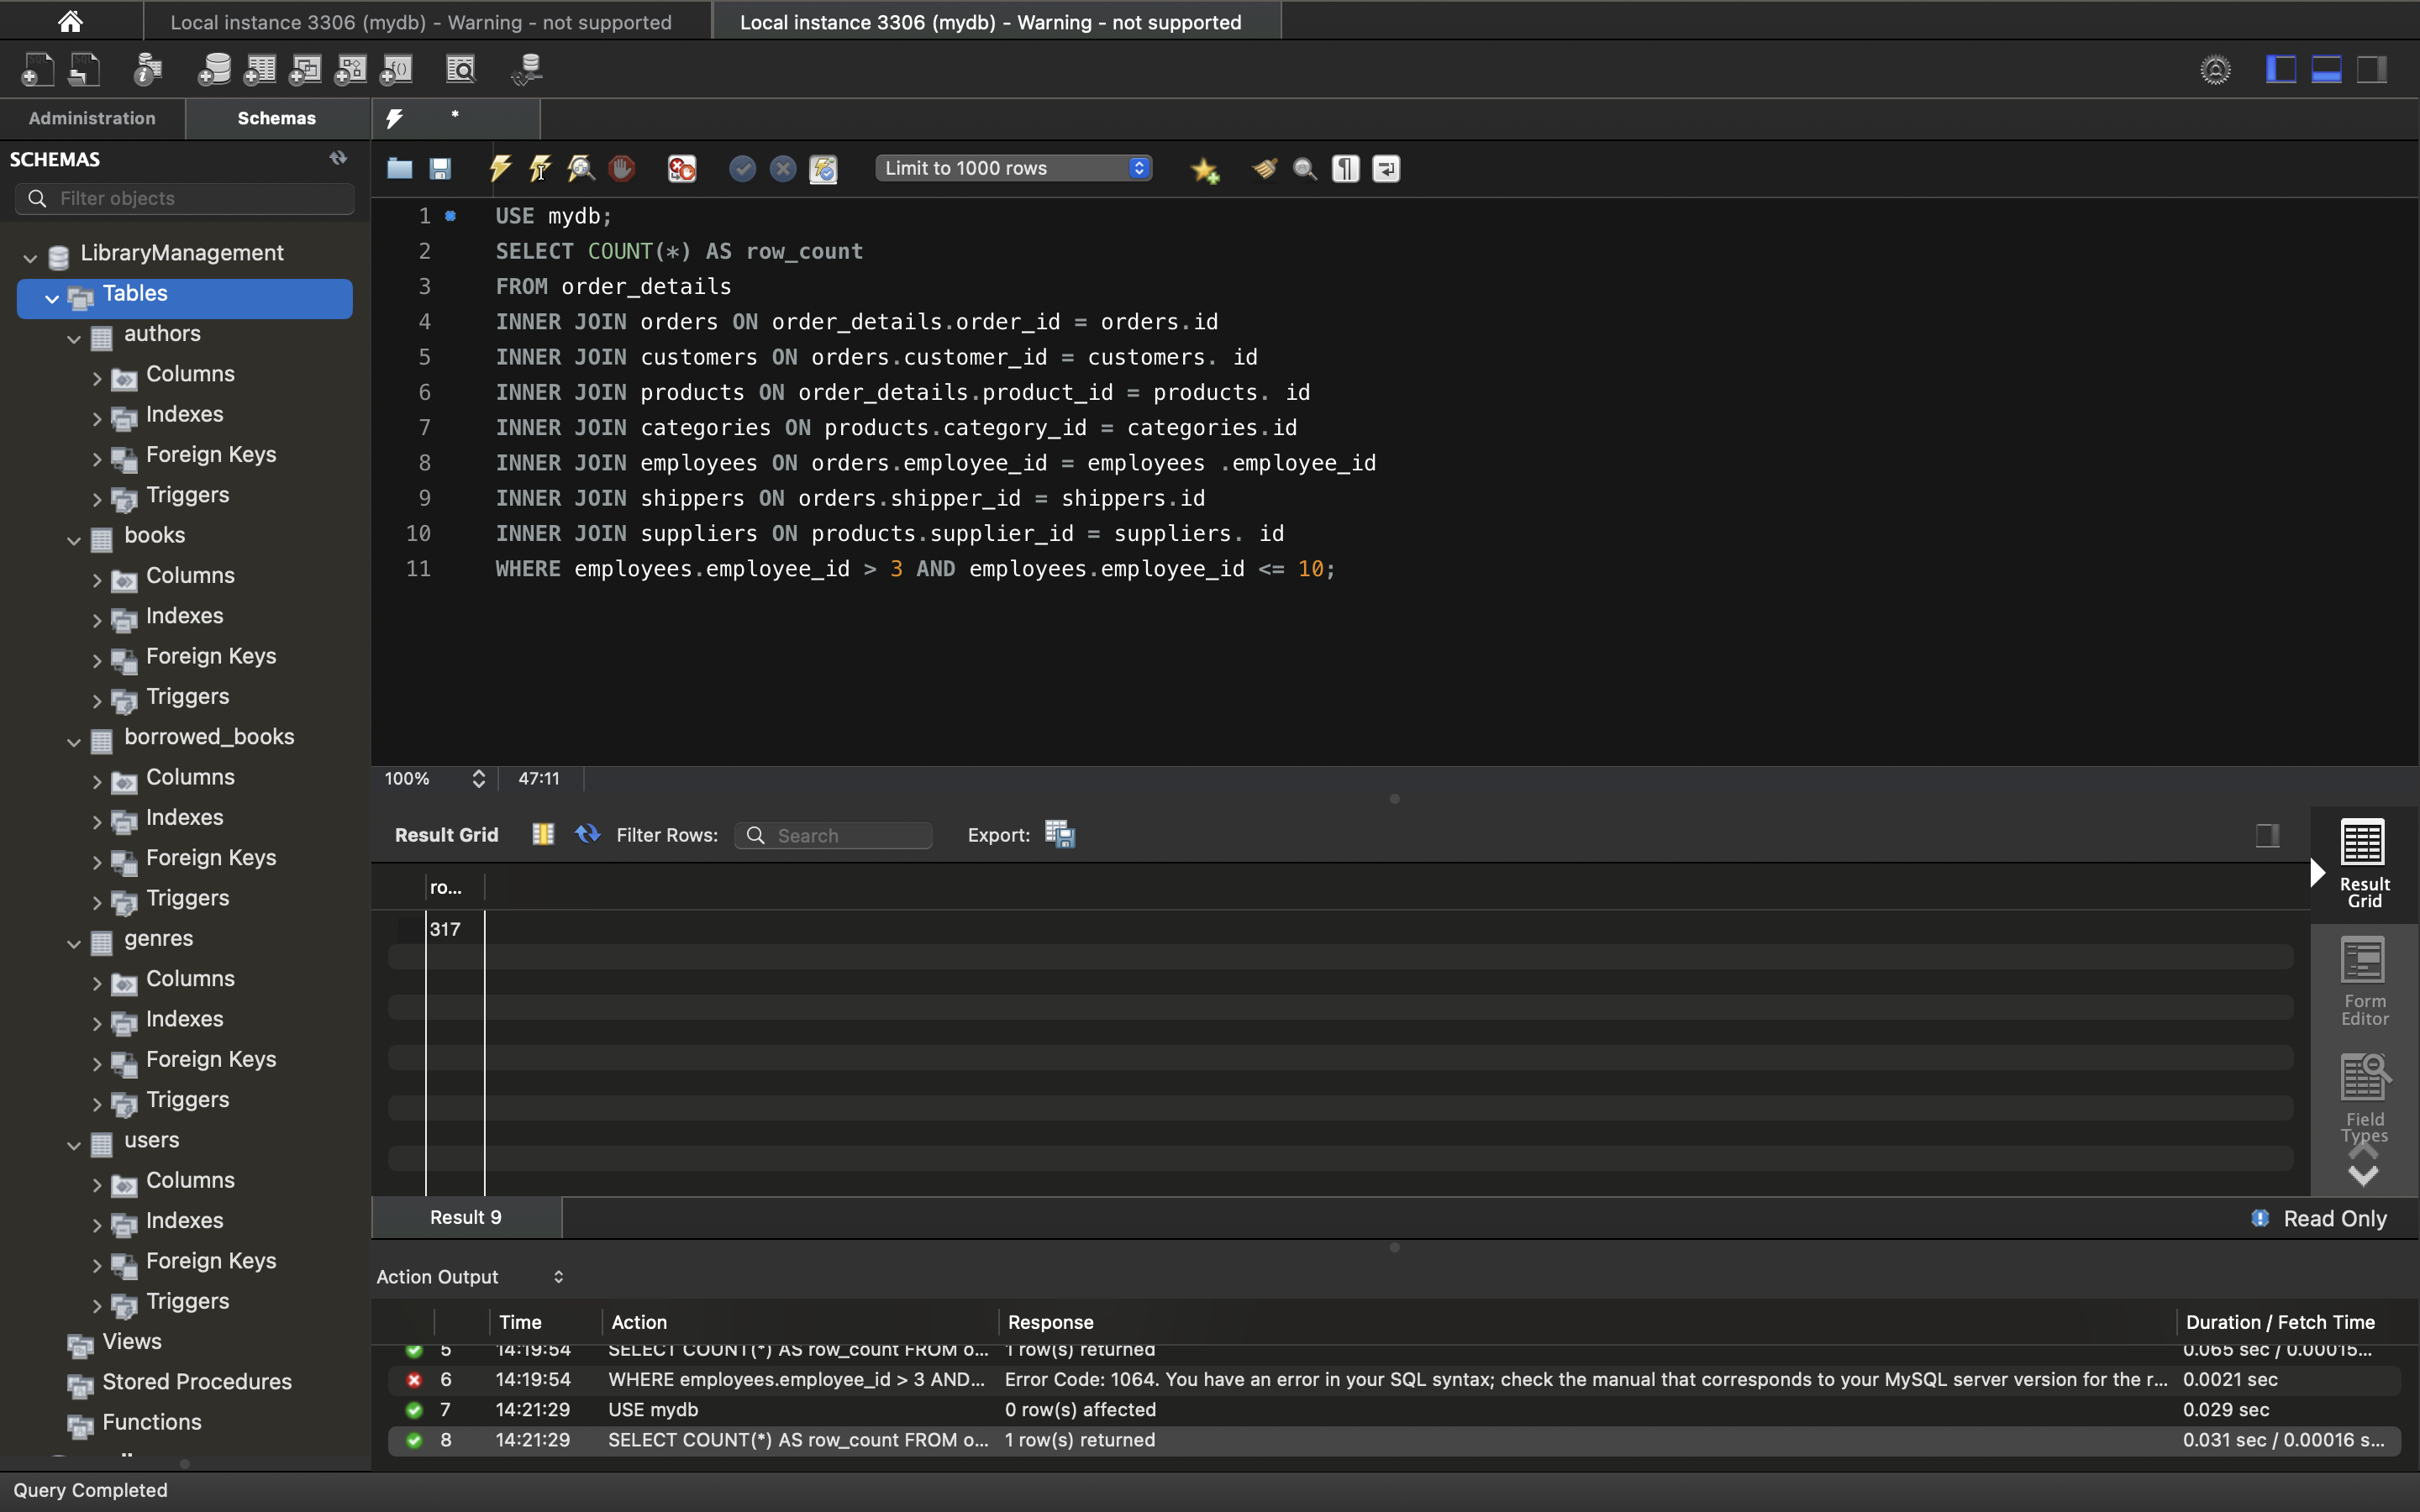 Local instance 3306 (mydb) - Warning - not supported
Local instance 3306 (mydb) - Warning - not supported
Administration
Schemas
*
SCHEMAS
Filter objects
Limit to 1000 rows
LibraryManagement
Tables
authors
Columns
Indexes
Foreign Keys
Triggers
books
Columns
Indexes
Foreign Keys
Triggers
borrowed_books
Columns
Indexes
Foreign Keys
Triggers
genres
Columns
Indexes
Foreign Keys
Triggers
users
Columns
Indexes
Foreign Keys
Triggers
Views
Stored Procedures
Functions
1 USE mydb;
2 SELECT COUNT(*) AS row_count
3 FROM order_details
4 INNER JOIN orders ON order_details.order_id = orders.id
5 INNER JOIN customers ON orders.customer_id = customers. id
6 INNER JOIN products ON order_details.product_id = products. id
7 INNER JOIN categories ON products.category_id = categories.id
8 INNER JOIN employees ON orders.employee_id = employees .employee_id
9 INNER JOIN shippers ON orders.shipper_id = shippers.id
10 INNER JOIN suppliers ON products.supplier_id = suppliers. id
11 WHERE employees.employee_id > 3 AND employees.employee_id <= 10;
100% 47:11
Result Grid Filter Rows: Search Export:
ro...
317
Result
Grid
Form
Editor
Field
Types
Result 9
Read Only
Action Output
Time Action Response Duration / Fetch Time
5 14:19:54 SELECT COUNT(*) AS row_count FROM o... 1 row(s) returned 0.065 sec / 0.00015...
6 14:19:54 WHERE employees.employee_id > 3 AND... Error Code: 1064. You have an error in your SQL syntax; check the manual that corresponds to your MySQL server version for the r... 0.0021 sec
7 14:21:29 USE mydb 0 row(s) affected 0.029 sec
8 14:21:29 SELECT COUNT(*) AS row_count FROM o... 1 row(s) returned 0.031 sec / 0.00016 s...
Query Completed